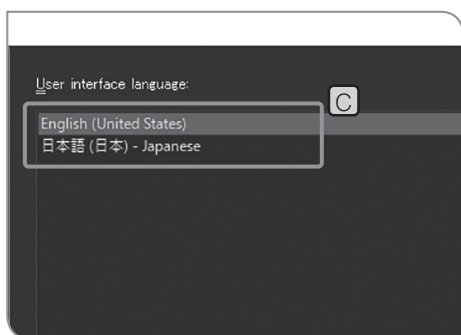 User interface language:
C
English (United States)
日本語 (日本) - Japanese